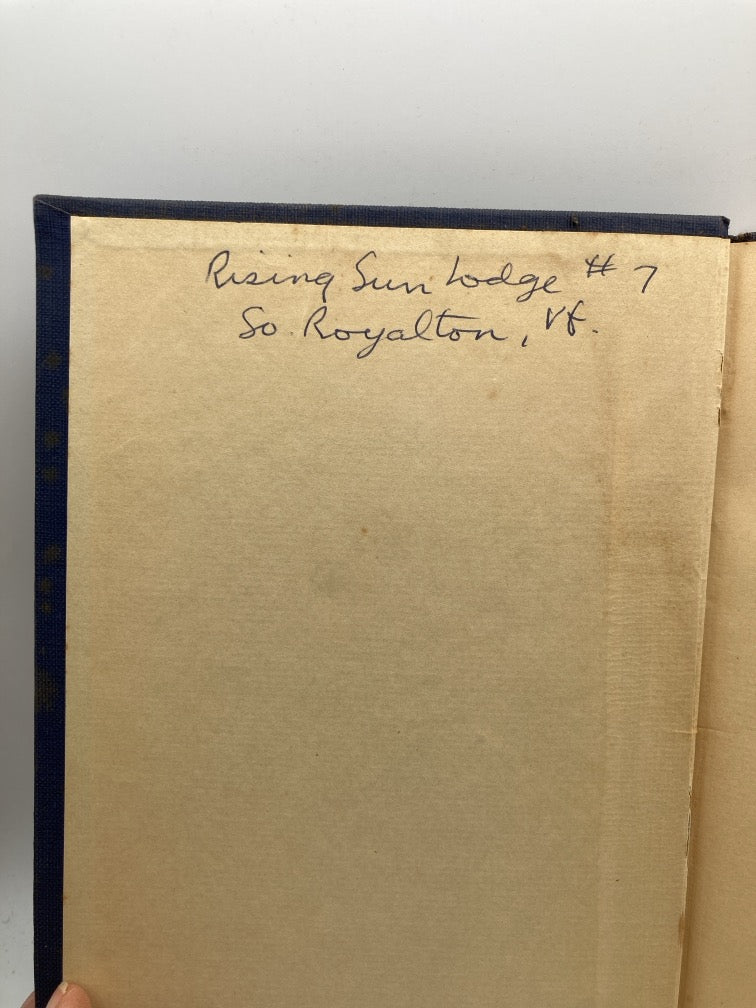 Rising Sun Lodge # 7
So. Royalton, Vt.